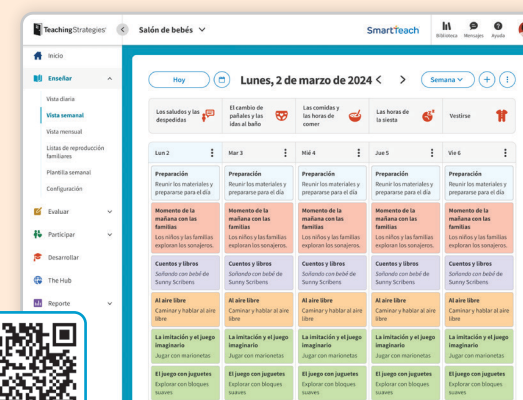 TeachingStrategies®
Salón de bebés
SmartTeach
Biblioteca
Mensajes
Ayuda
Inicio
Enseñar
Vista diaria
Vista semanal
Vista mensual
Listas de reproducción
familiares
Plantilla semanal
Configuración
Evaluar
Participar
Desarrollar
The Hub
Reporte
Hoy
Lunes, 2 de marzo de 2024
Semana
Los saludos y las
despedidas
El cambio de
pañales y las
idas al baño
Las comidas y
las horas de
comer
Las horas de
la siesta
Vestirse
Lun 2
Mar 3
Mié 4
Jue 5
Vie 6
Preparación
Reunir los materiales y
prepararse para el día
Preparación
Reunir los materiales y
prepararse para el día
Preparación
Reunir los materiales y
prepararse para el día
Preparación
Reunir los materiales y
prepararse para el día
Preparación
Reunir los materiales y
prepararse para el día
Momento de la
mañana con las
familias
Los niños y las familias
exploran los sonajeros.
Momento de la
mañana con las
familias
Los niños y las familias
exploran los sonajeros.
Momento de la
mañana con las
familias
Los niños y las familias
exploran los sonajeros.
Momento de la
mañana con las
familias
Los niños y las familias
exploran los sonajeros.
Momento de la
mañana con las
familias
Los niños y las familias
exploran los sonajeros.
Cuentos y libros
Soñando con bebé de
Sunny Scribens
Cuentos y libros
Soñando con bebé de
Sunny Scribens
Cuentos y libros
Soñando con bebé de
Sunny Scribens
Cuentos y libros
Soñando con bebé de
Sunny Scribens
Cuentos y libros
Soñando con bebé de
Sunny Scribens
Al aire libre
Caminar y hablar al aire
libre
Al aire libre
Caminar y hablar al aire
libre
Al aire libre
Caminar y hablar al aire
libre
Al aire libre
Caminar y hablar al aire
libre
Al aire libre
Caminar y hablar al aire
libre
La imitación y el juego
imaginario
Jugar con marionetas
La imitación y el juego
imaginario
Jugar con marionetas
La imitación y el juego
imaginario
Jugar con marionetas
La imitación y el juego
imaginario
Jugar con marionetas
La imitación y el juego
imaginario
Jugar con marionetas
El juego con juguetes
Explorar con bloques
suaves
El juego con juguetes
Explorar con bloques
suaves
El juego con juguetes
Explorar con bloques
suaves
El juego con juguetes
Explorar con bloques
suaves
El juego con juguetes
Explorar con bloques
suaves